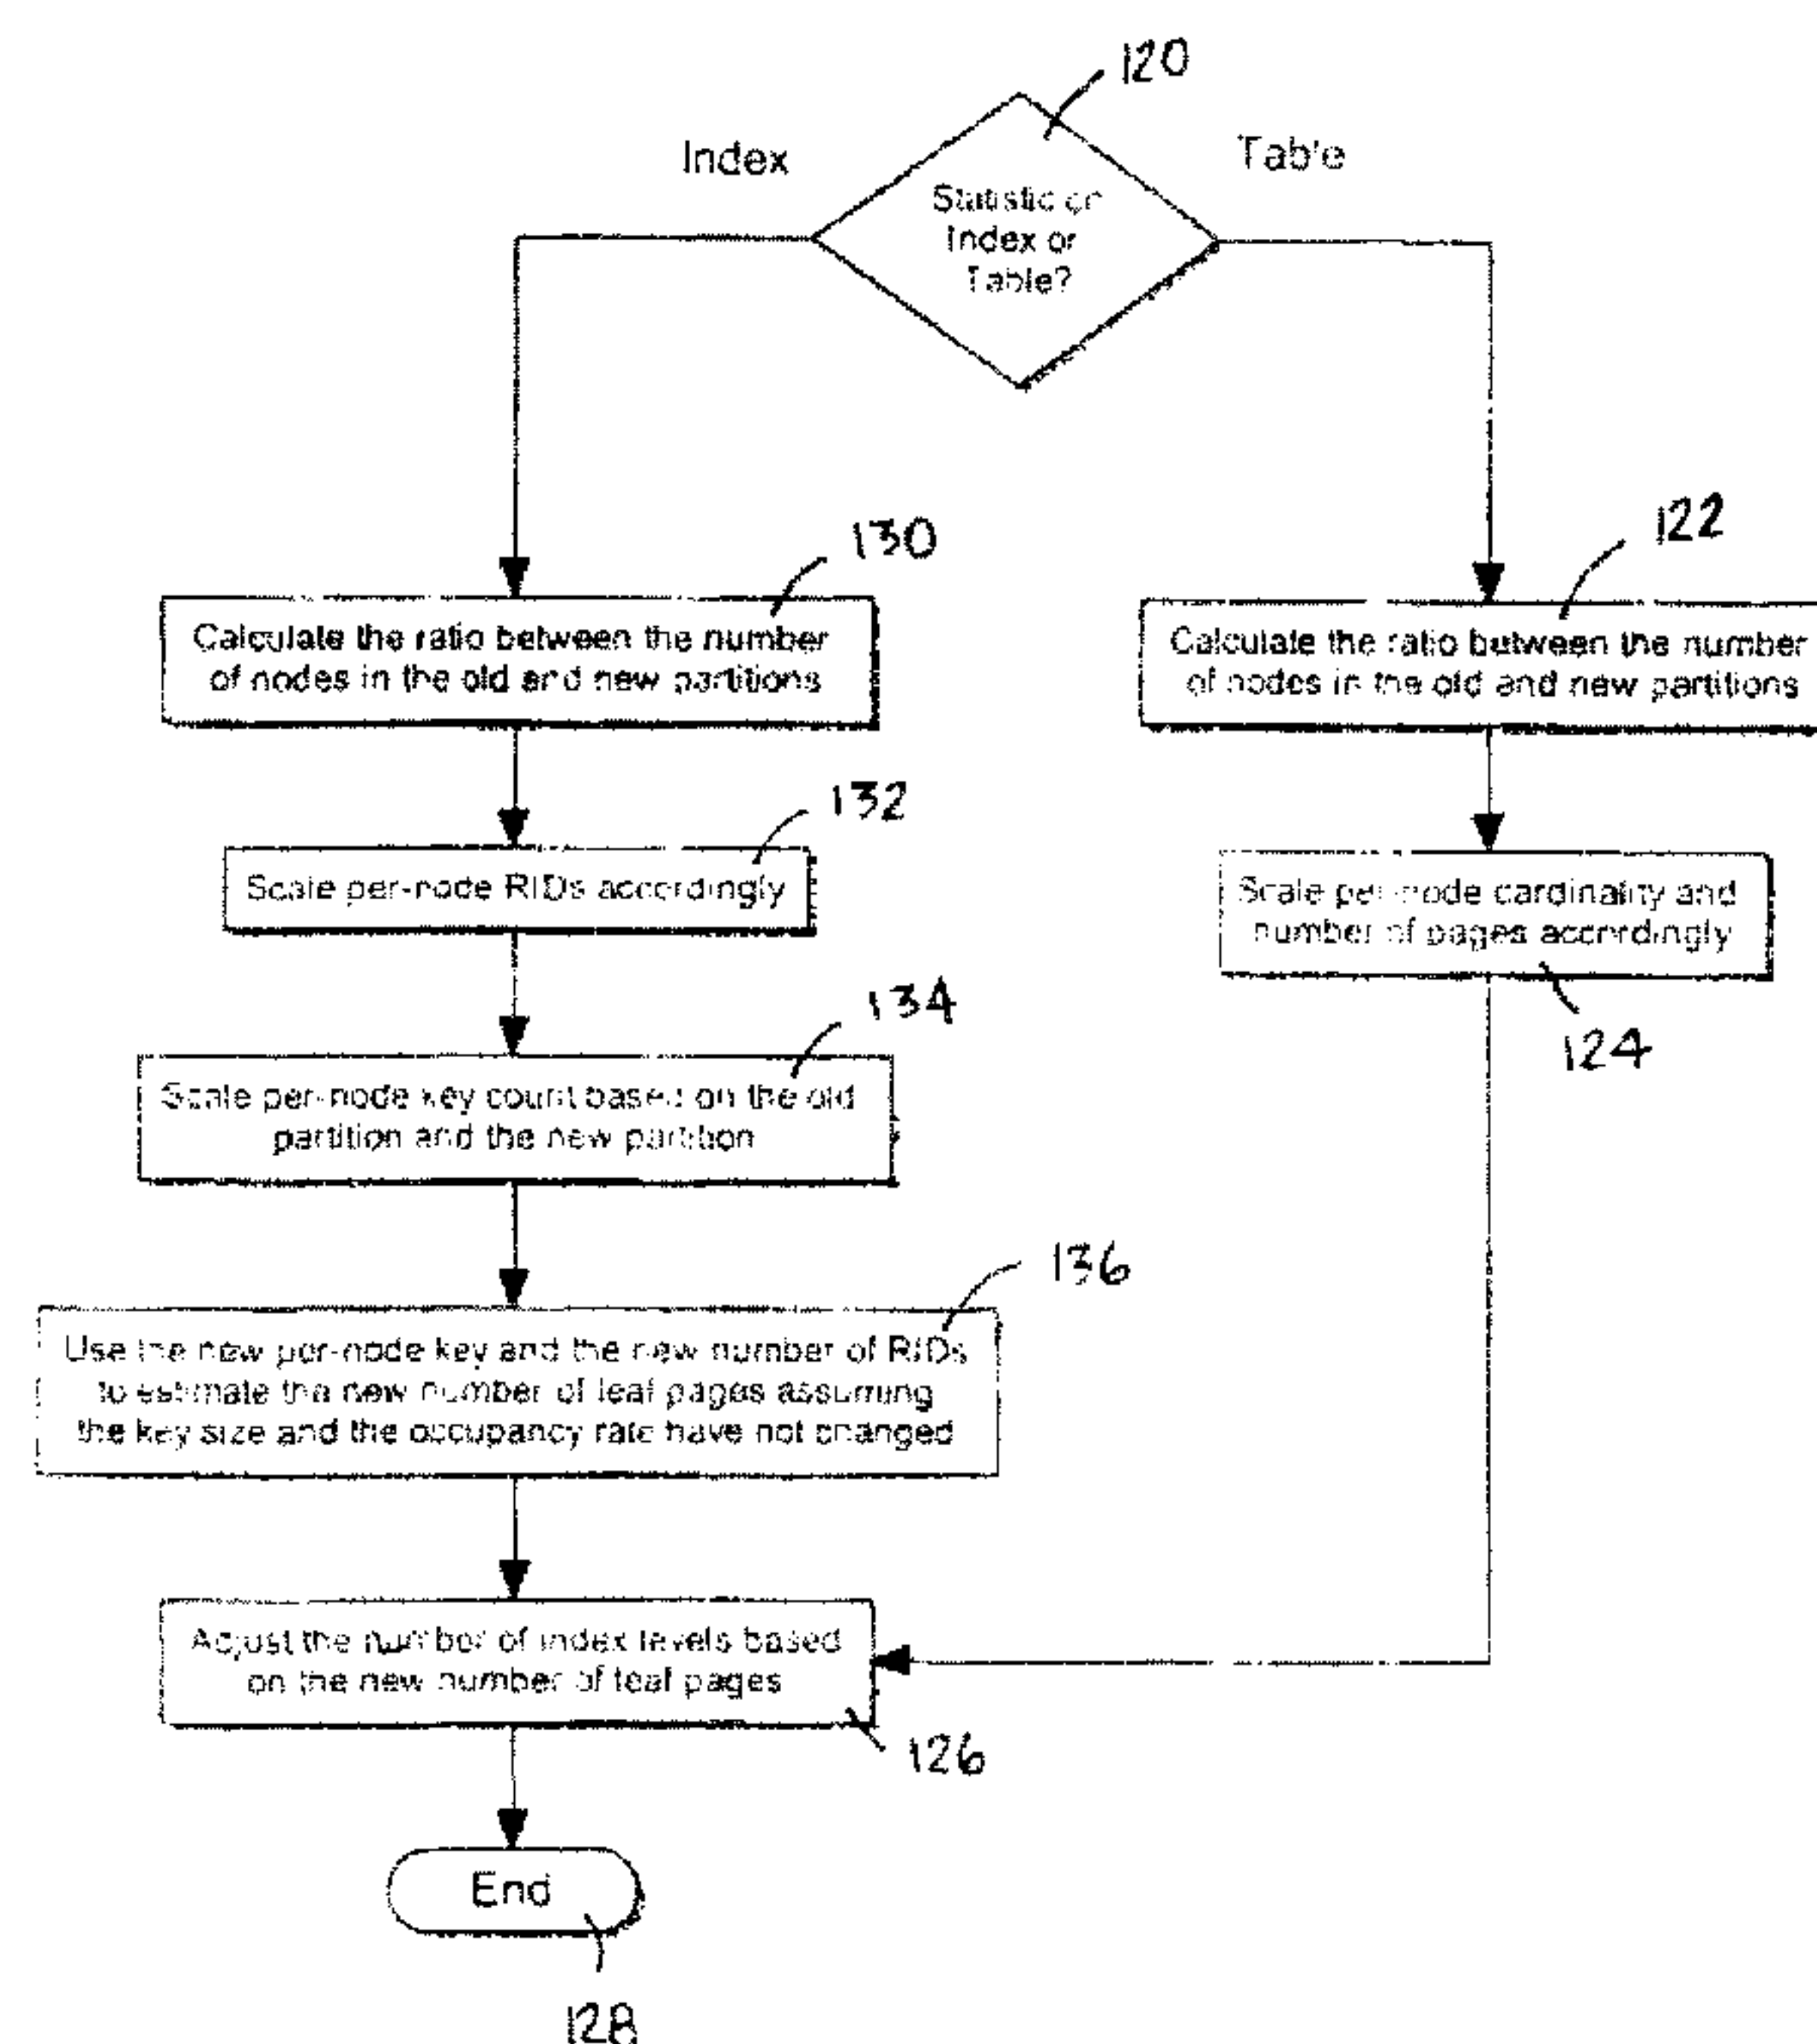 120
Index
Table
Statistic on
Index or
Table?
130
Calculate the ratio between the number
of nodes in the old and new partitions
122
Calculate the ratio between the number
of nodes in the old and new partitions
132
Scale per-node RIDs accordingly
Scale per-node cardinality and
number of pages accordingly
124
134
Scale per-node key count based on the old
partition and the new partition
136
Use the new per-node key and the new number of RIDs
to estimate the new number of leaf pages assuming
the key size and the occupancy rate have not changed
Adjust the number of index levels based
on the new number of leaf pages
126
End
128